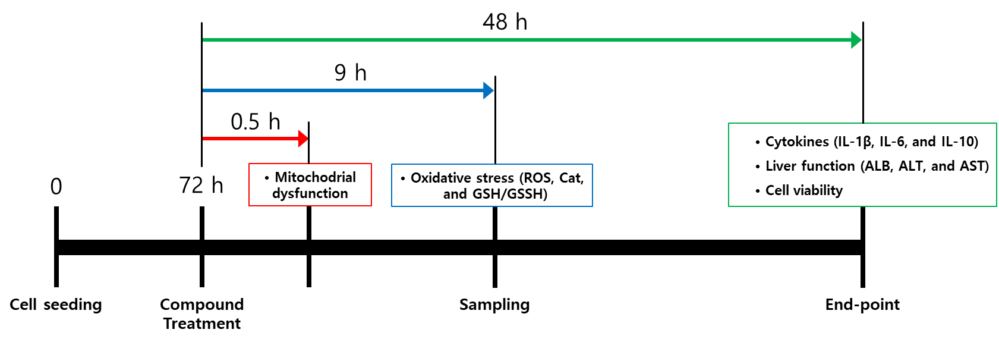 48 h
9 h
0.5 h
• Cytokines (IL-1β, IL-6, and IL-10)
• Liver function (ALB, ALT, and AST)
• Cell viability
0
72 h
• Mitochodrial
dysfunction
• Oxidative stress (ROS, Cat,
and GSH/GSSH)
Cell seeding
Compound
Treatment
Sampling
End-point